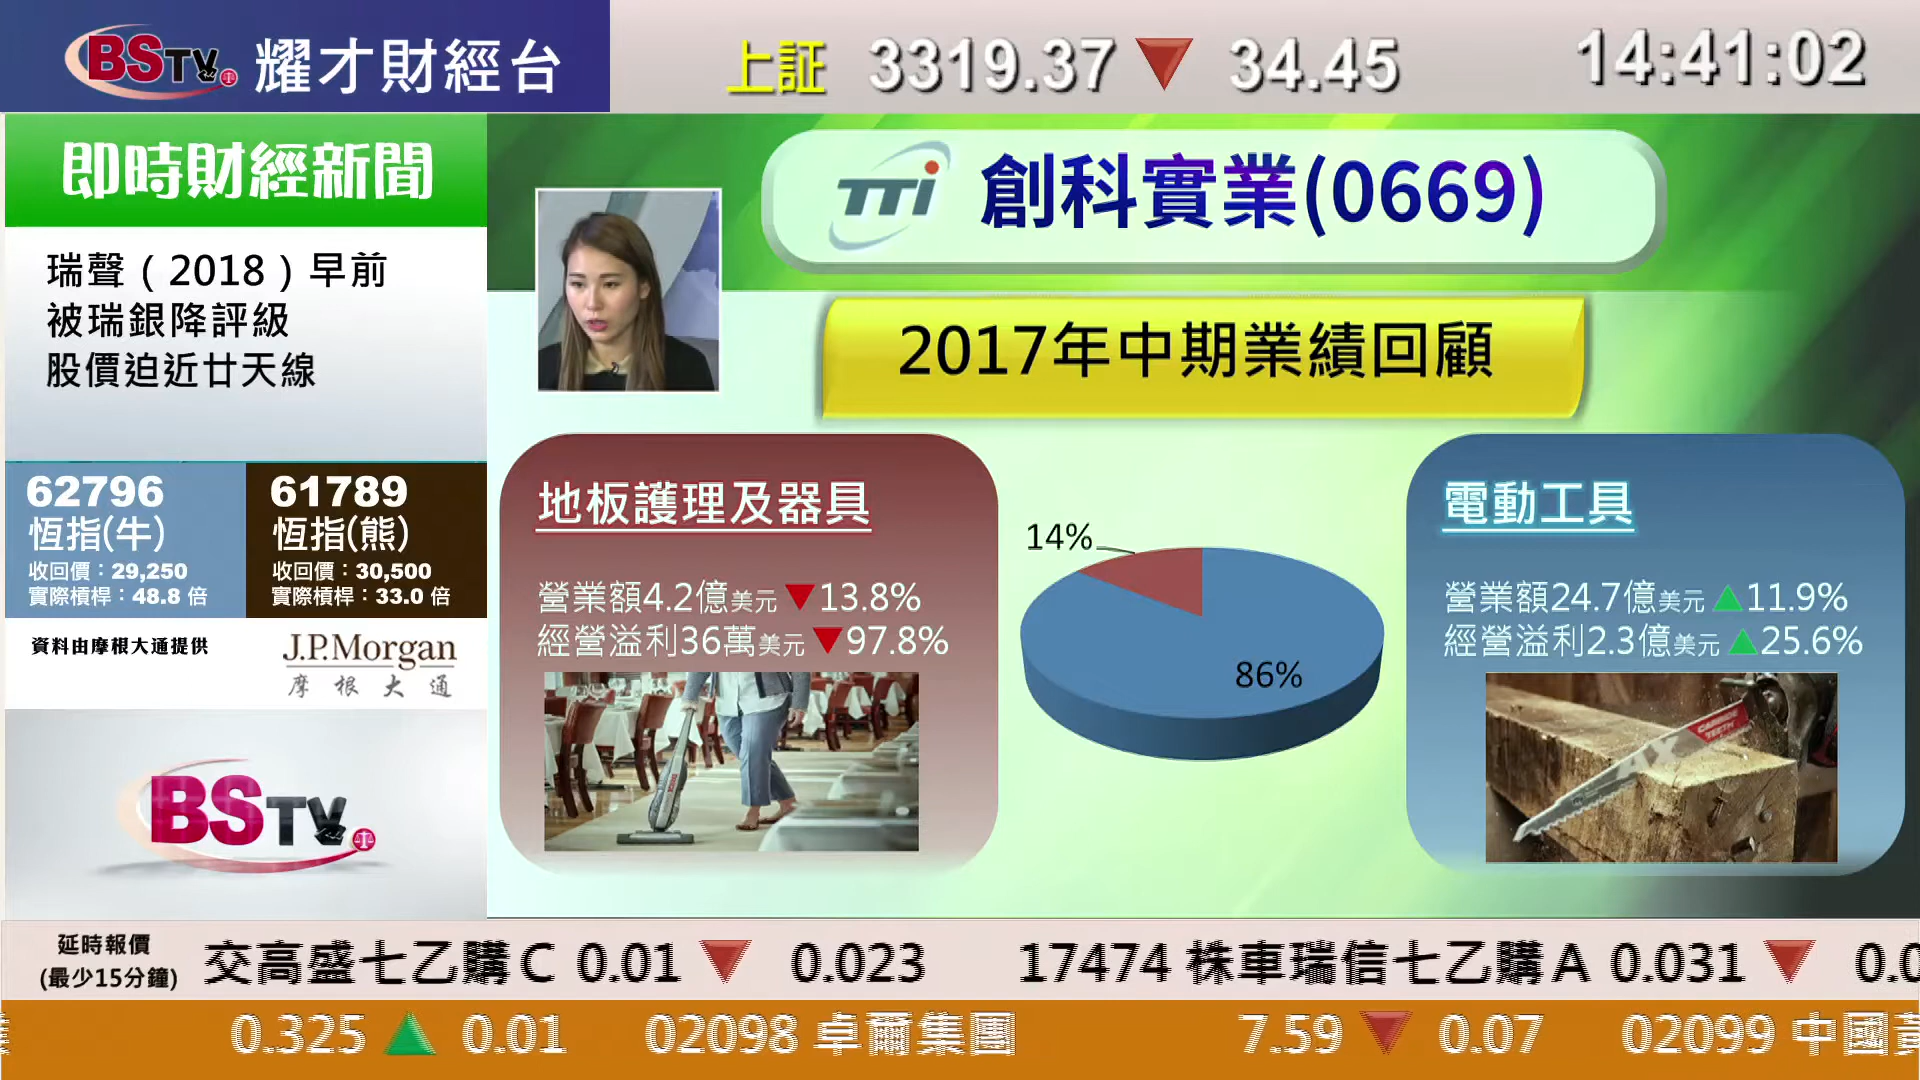 BSTV 耀才財經台
上証 3319.37 ▼ 34.45
14:41:02
即時財經新聞
瑞聲（2018）早前
被瑞銀降評級
股價迫近廿天線
62796
恆指(牛)
收回價：29,250
實際槓桿：48.8 倍
61789
恆指(熊)
收回價：30,500
實際槓桿：33.0 倍
資料由摩根大通提供
J.P.Morgan
摩根大通
BSTV
TTi 創科實業(0669)
2017年中期業績回顧
地板護理及器具
營業額4.2億美元 ▼13.8%
經營溢利36萬美元 ▼97.8%
14%
86%
電動工具
營業額24.7億美元 ▲11.9%
經營溢利2.3億美元 ▲25.6%
CARBIDE
TEETH
AX
延時報價
(最少15分鐘)
交高盛七乙購C 0.01 ▼ 0.023 17474 株車瑞信七乙購A 0.031 ▼ 0.0
0.325 ▲ 0.01 02098 卓爾集團 7.59 ▼ 0.07 02099 中國